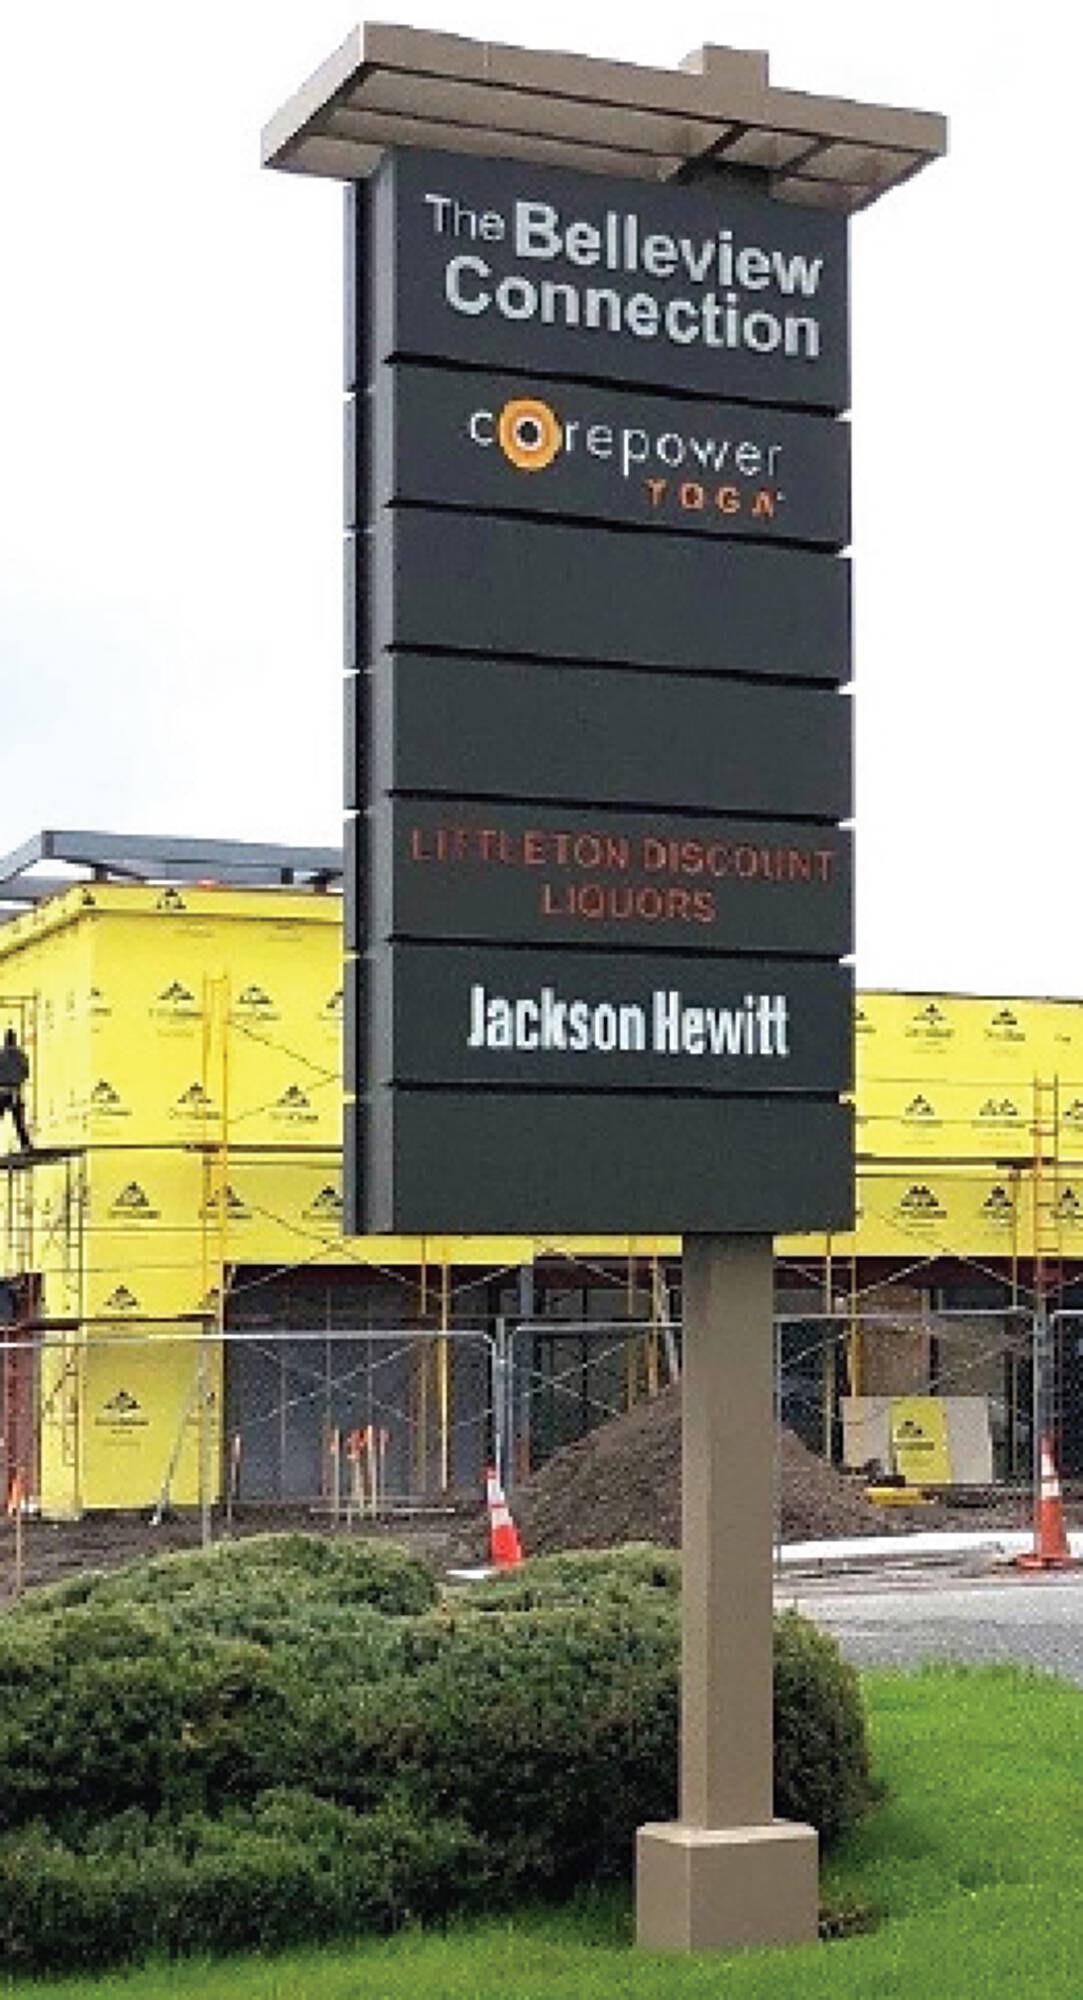 The Belleview
Connection
corepower
YOGA
LITTLETON DISCOUNT
LIQUORS
Jackson Hewitt